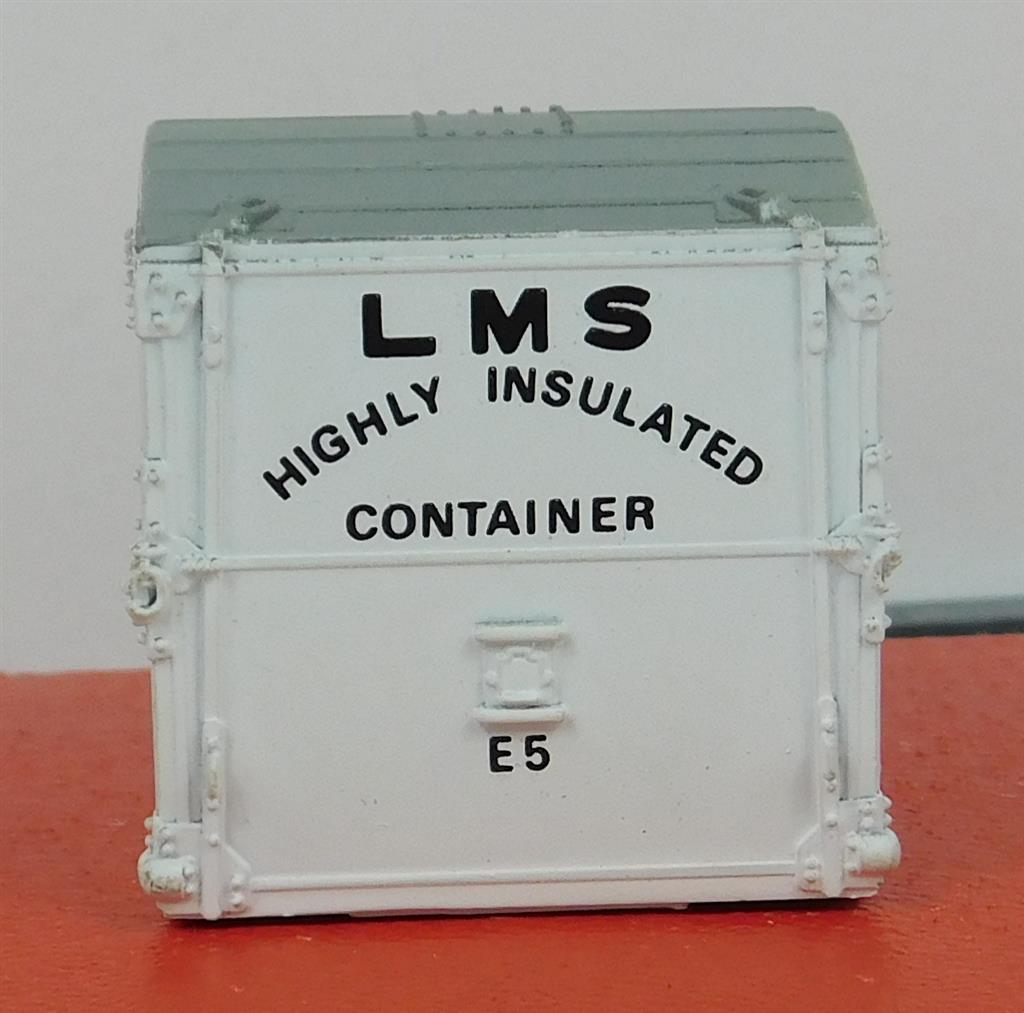 LMS
HIGHLY INSULATED
CONTAINER
E5